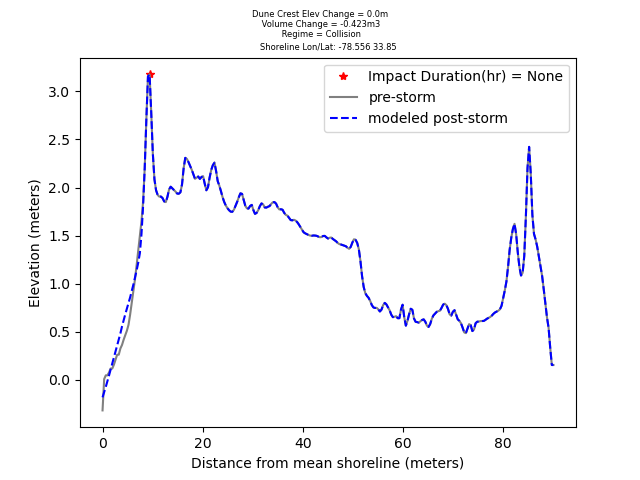 Dune Crest Elev Change = 0.0m
Volume Change = -0.423m3
Regime = Collision
Shoreline Lon/Lat: -78.556 33.85
Impact Duration(hr) = None
pre-storm
modeled post-storm
Elevation (meters)
3.0
2.5
2.0
1.5
1.0
0.5
0.0
0 20 40 60 80
Distance from mean shoreline (meters)